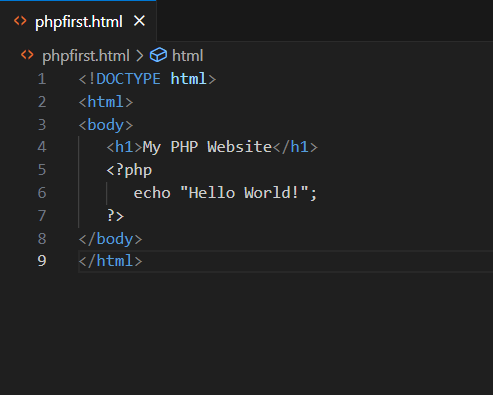 phpfirst.html
phpfirst.html > html
1 <!DOCTYPE html>
2 <html>
3 <body>
4 <h1>My PHP Website</h1>
5 <?php
6 echo "Hello World!";
7 ?>
8 </body>
9 </html>